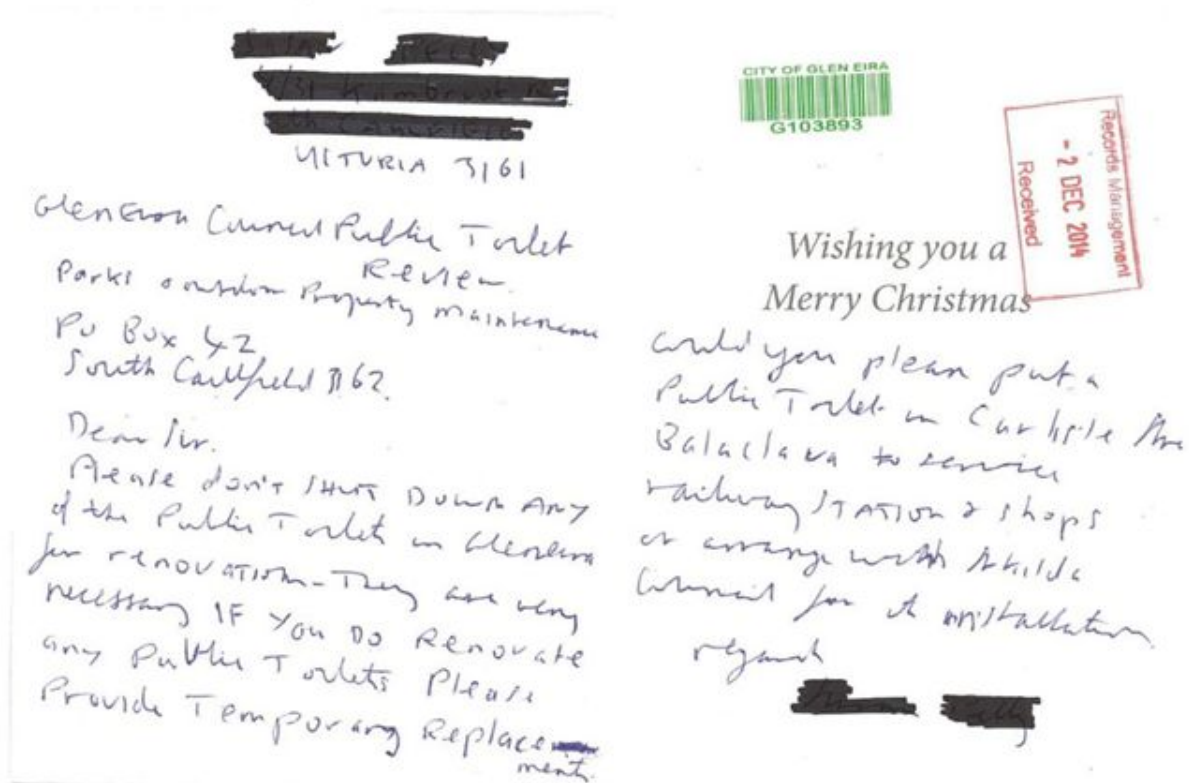 VICTORIA 3161
Glen Eira Council Public Toilet
Review.
Parks outdoor Property Maintenance
PO Box 42
South Caulfield 3162.
Dear Sir.
Please don't SHUT DOWN ANY
of the Public Toilets in Glen Eira
for renovation - They are very
necessary IF YOU DO Renovate
any Public Toilets Please
Provide Temporary Replace
ments.
CITY OF GLEN EIRA
G103893
Records Management
- 2 DEC 2014
Received
Wishing you a
Merry Christmas
Could you please put a
Public Toilet in Carlisle
Balaclava to service
railway STATION & shops
or arrange with St Kilda
Council for installation
regards